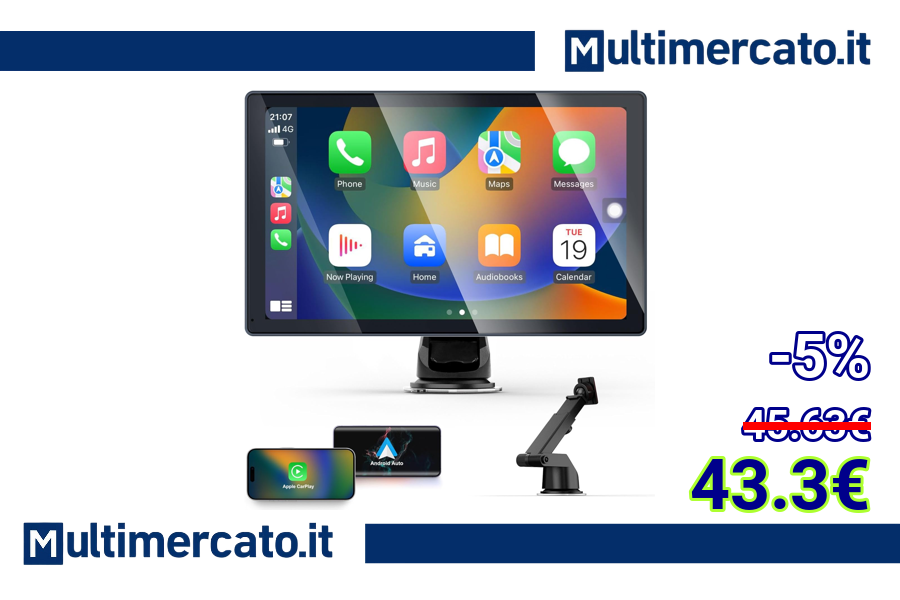 Multimercato.it
21:07
4G
Phone
Music
Maps
Messages
TUE
19
Now Playing
Home
Audiobooks
Calendar
-5%
45.63€
Android Auto
Apple CarPlay
43.3€
Multimercato.it